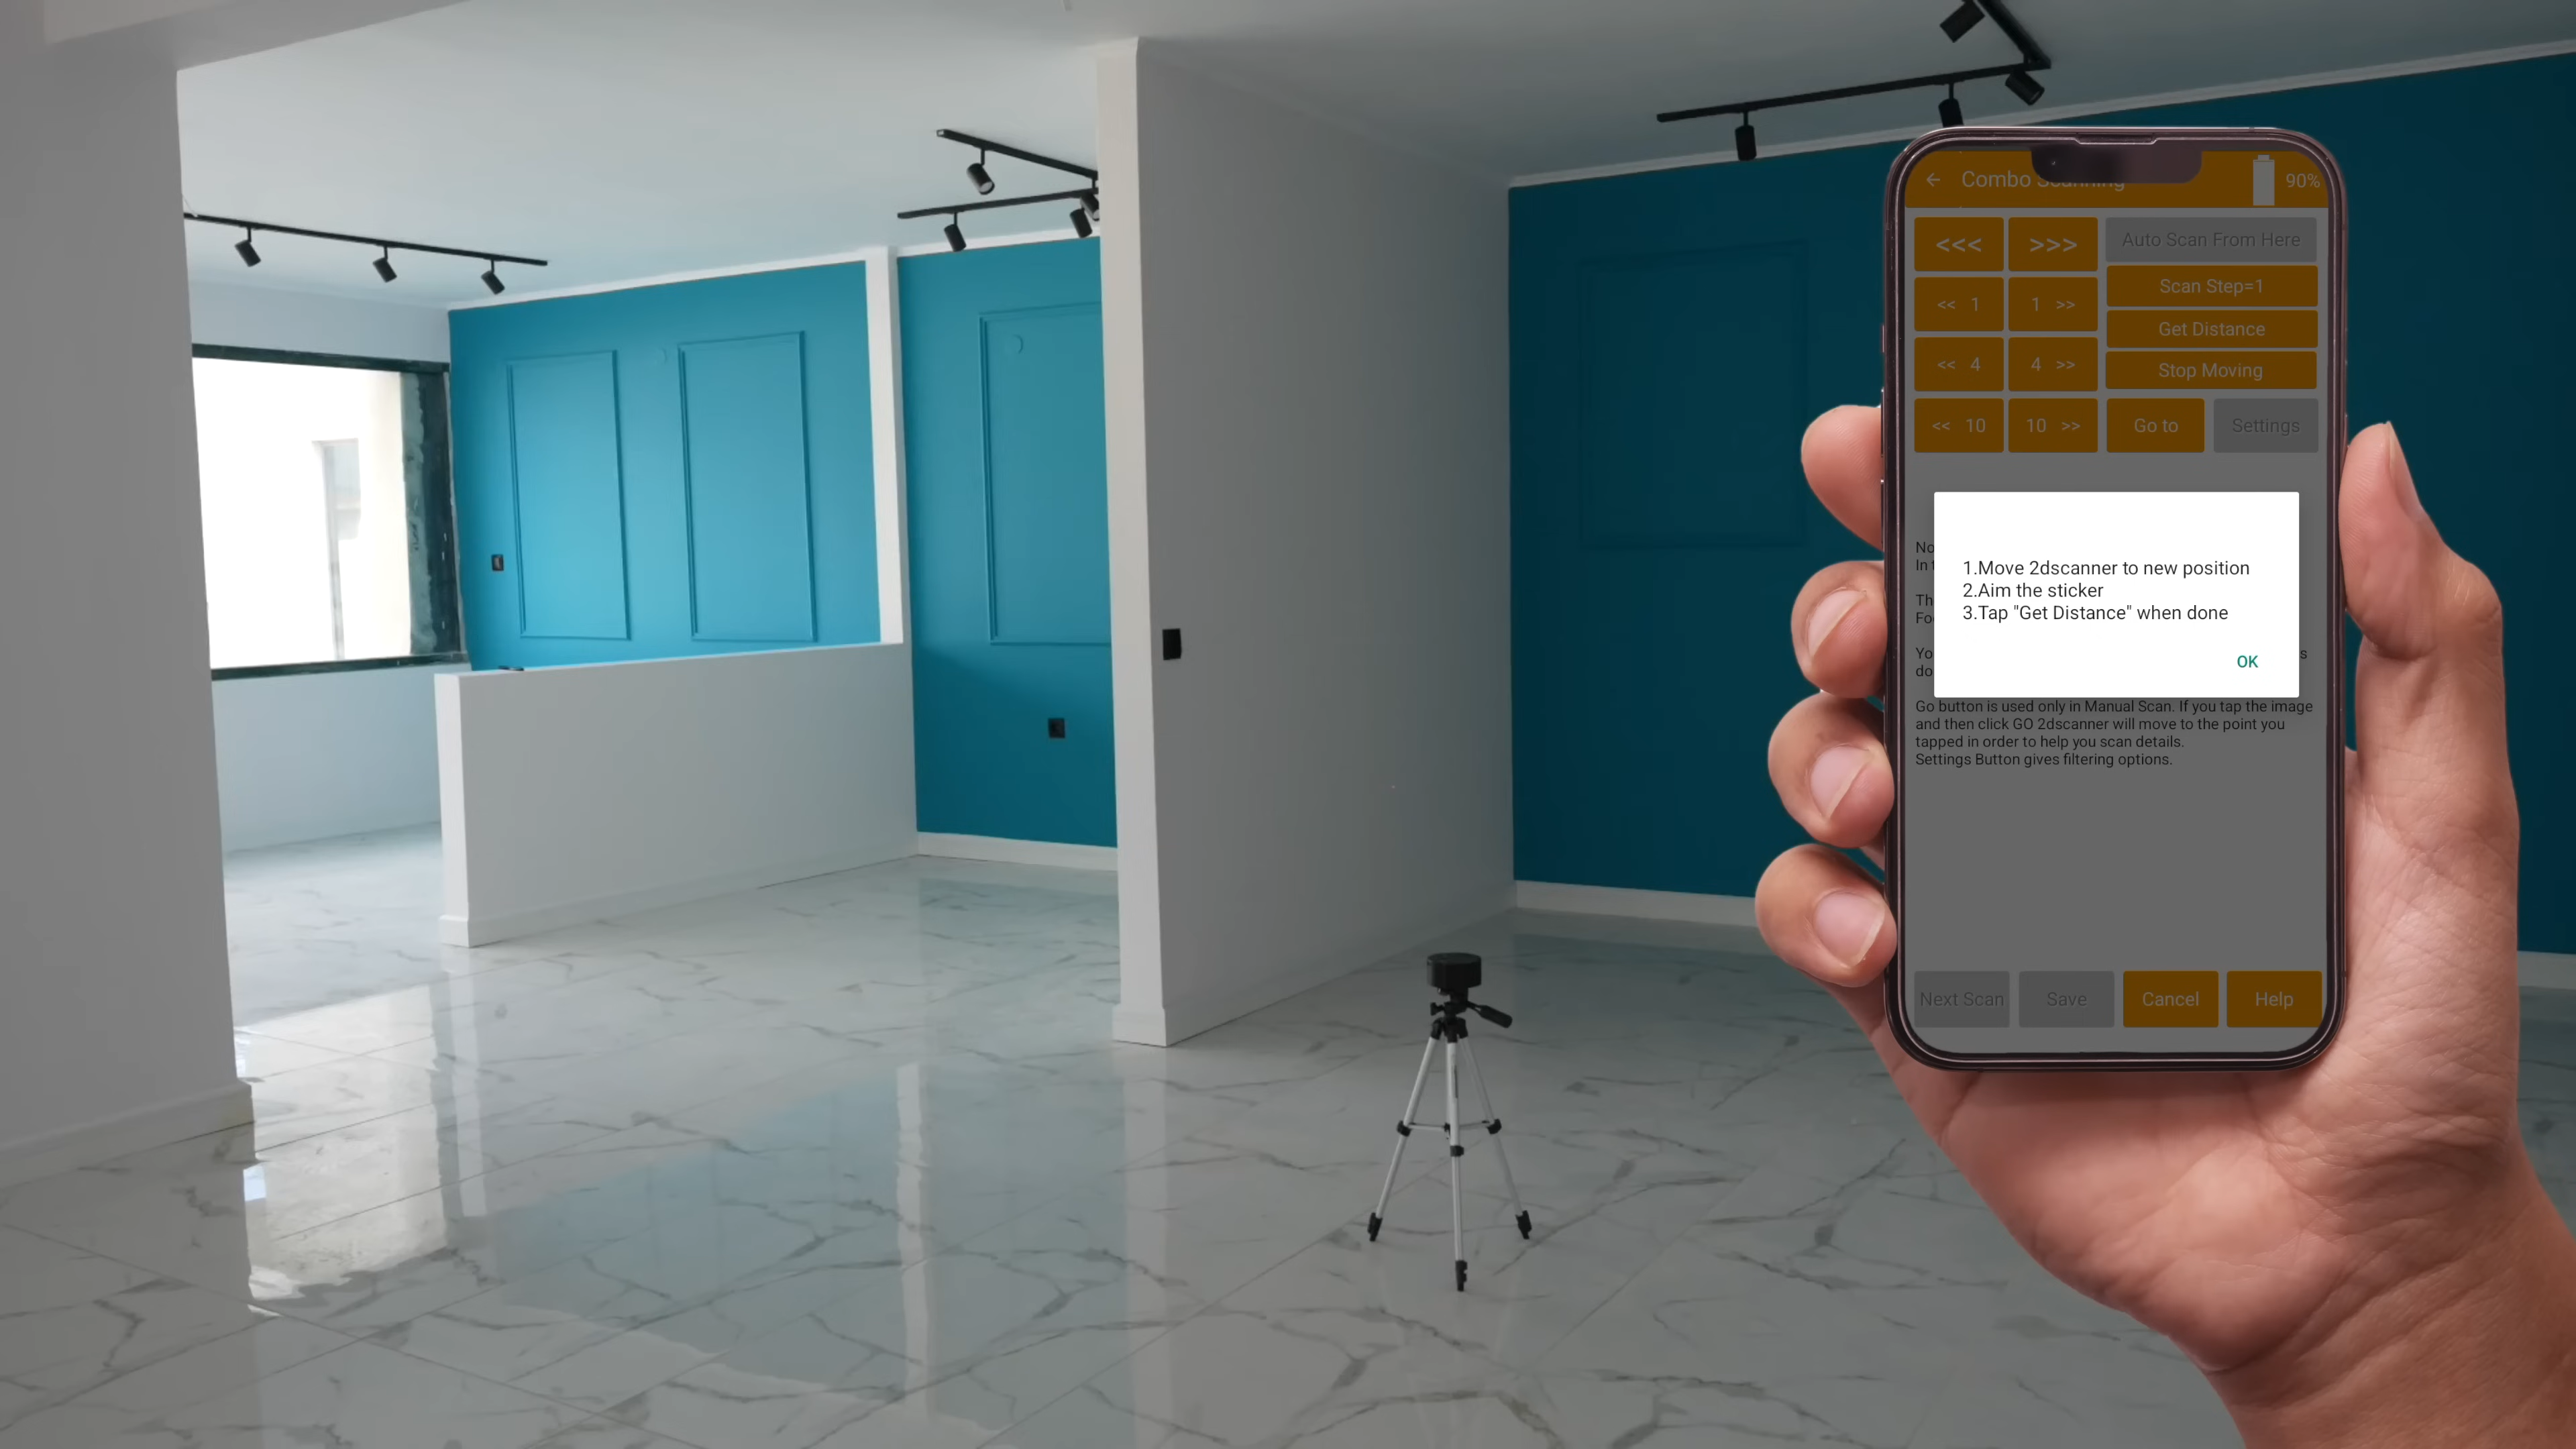 Combo Scanning
90%
<<<
>>>
Auto Scan From Here
Scan Step=1
<< 1
1 >>
Get Distance
<< 4
4 >>
Stop Moving
<< 10
10 >>
Go to
Settings
1.Move 2dscanner to new position
2.Aim the sticker
3.Tap "Get Distance" when done
OK
Go button is used only in Manual Scan. If you tap the image
and then click GO 2dscanner will move to the point you
tapped in order to help you scan details.
Settings Button gives filtering options.
Next Scan
Save
Cancel
Help